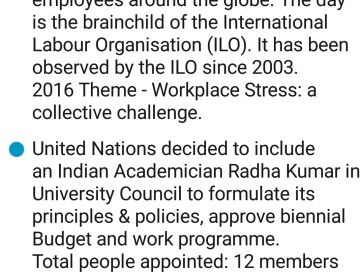 employees around the globe. The day
is the brainchild of the International
Labour Organisation (ILO). It has been
observed by the ILO since 2003.
2016 Theme - Workplace Stress: a
collective challenge.
United Nations decided to include
an Indian Academician Radha Kumar in
University Council to formulate its
principles & policies, approve biennial
Budget and work programme.
Total people appointed: 12 members